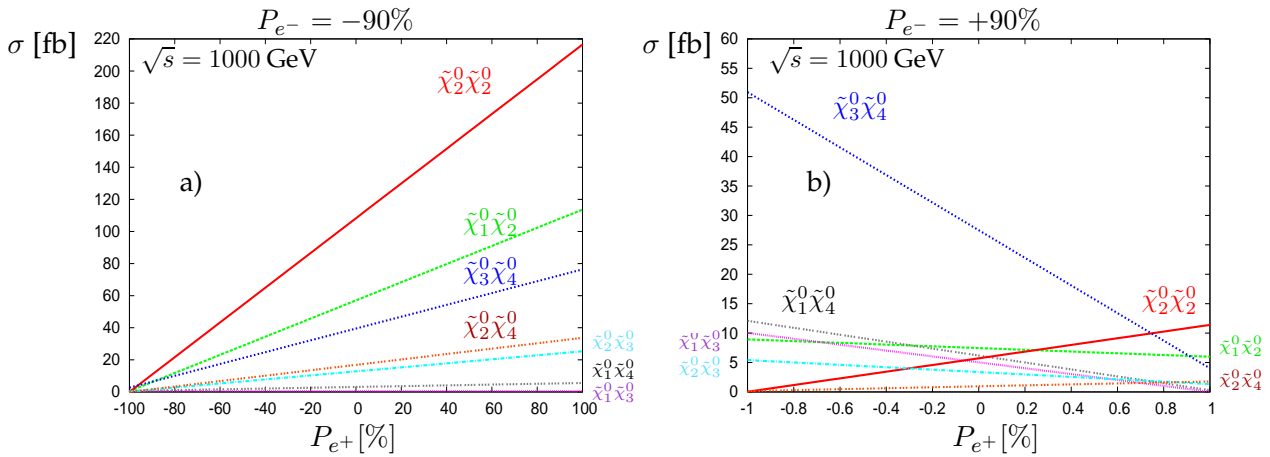 P_{e^-} = −90%
σ [fb]
√s = 1000 GeV
220
200
180
160
140
120
100
80
60
40
20
0
χ̃⁰₂χ̃⁰₂
a)
χ̃⁰₁χ̃⁰₂
χ̃⁰₃χ̃⁰₄
χ̃⁰₂χ̃⁰₄
χ̃⁰₂χ̃⁰₃
χ̃⁰₁χ̃⁰₄
χ̃⁰₁χ̃⁰₃
-100 -80 -60 -40 -20 0 20 40 60 80 100
P_{e^+} [%]
P_{e^-} = +90%
σ [fb]
√s = 1000 GeV
60
55
50
45
40
35
30
25
20
15
10
5
0
χ̃⁰₃χ̃⁰₄
b)
χ̃⁰₁χ̃⁰₄
χ̃⁰₂χ̃⁰₂
χ̃⁰₁χ̃⁰₃
χ̃⁰₂χ̃⁰₃
χ̃⁰₁χ̃⁰₂
χ̃⁰₂χ̃⁰₄
-1 -0.8 -0.6 -0.4 -0.2 0 0.2 0.4 0.6 0.8 1
P_{e^+} [%]